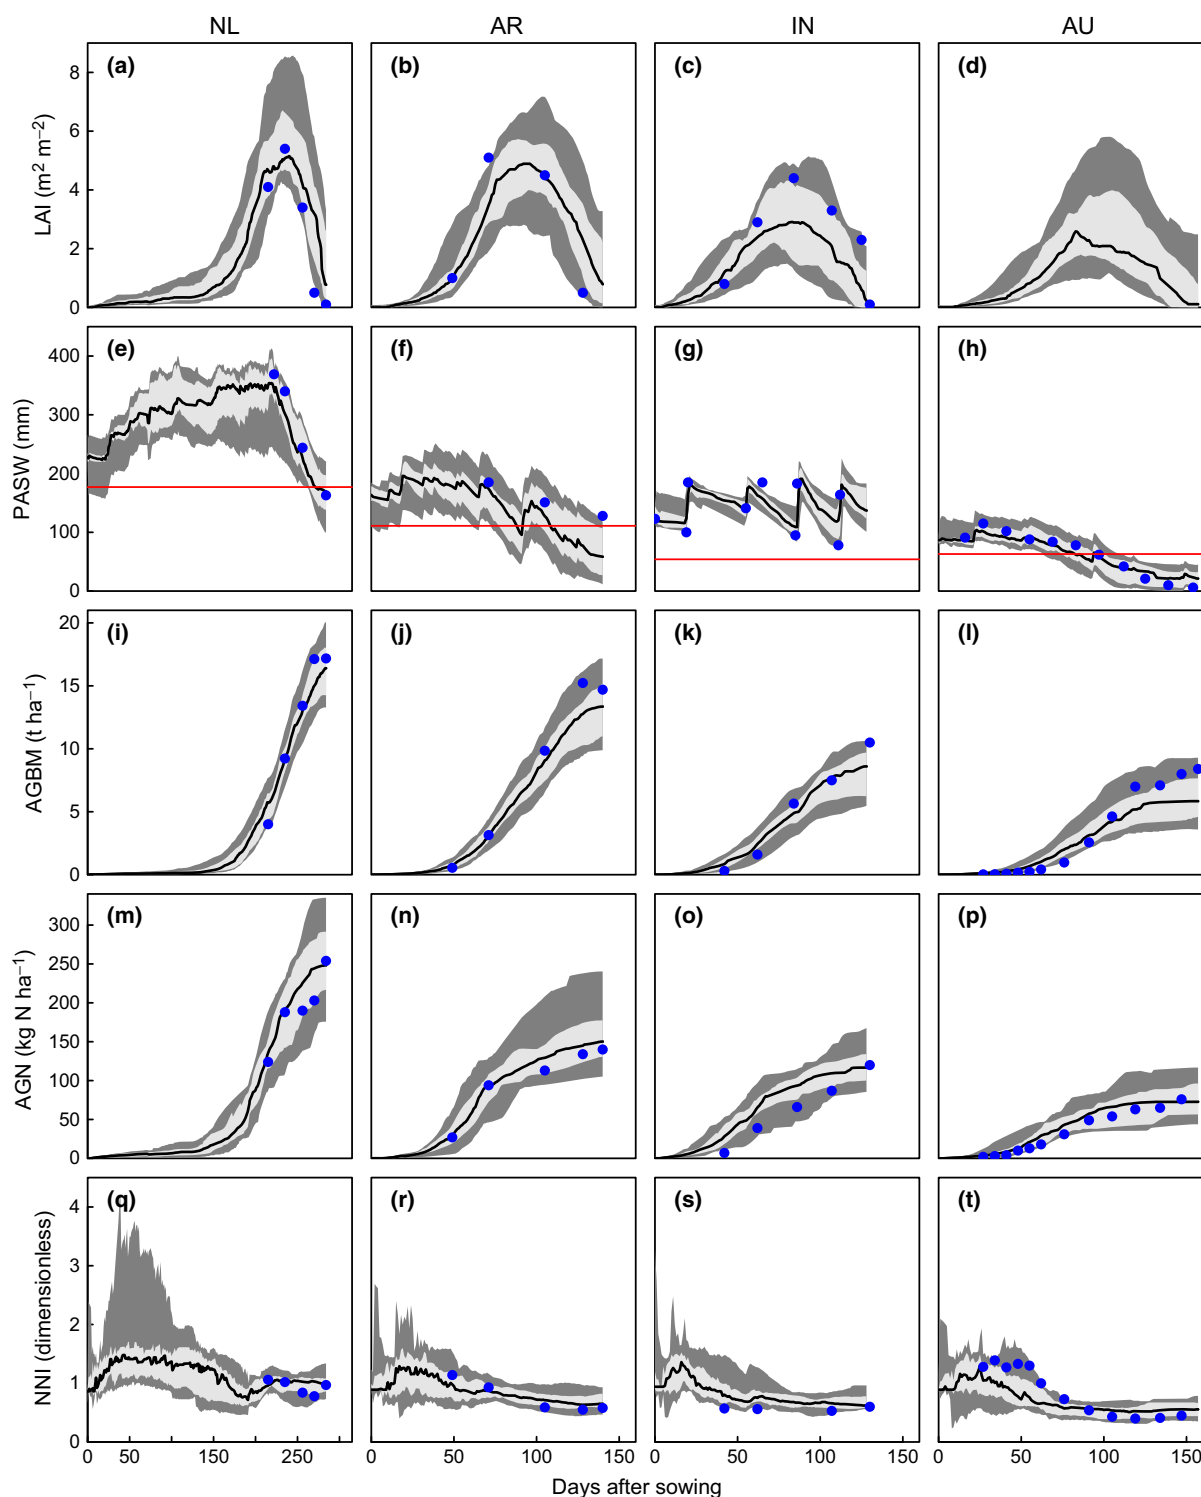 NL AR IN AU
(a) (b) (c) (d)
LAI (m² m⁻²)
8
6
4
2
0
(e) (f) (g) (h)
PASW (mm)
400
300
200
100
0
(i) (j) (k) (l)
AGBM (t ha⁻¹)
20
15
10
5
0
(m) (n) (o) (p)
AGN (kg N ha⁻¹)
300
250
200
150
100
50
0
(q) (r) (s) (t)
NNI (dimensionless)
4
3
2
1
0
0 50 150 250 0 50 100 150 0 50 100 150 0 50 100 150
Days after sowing